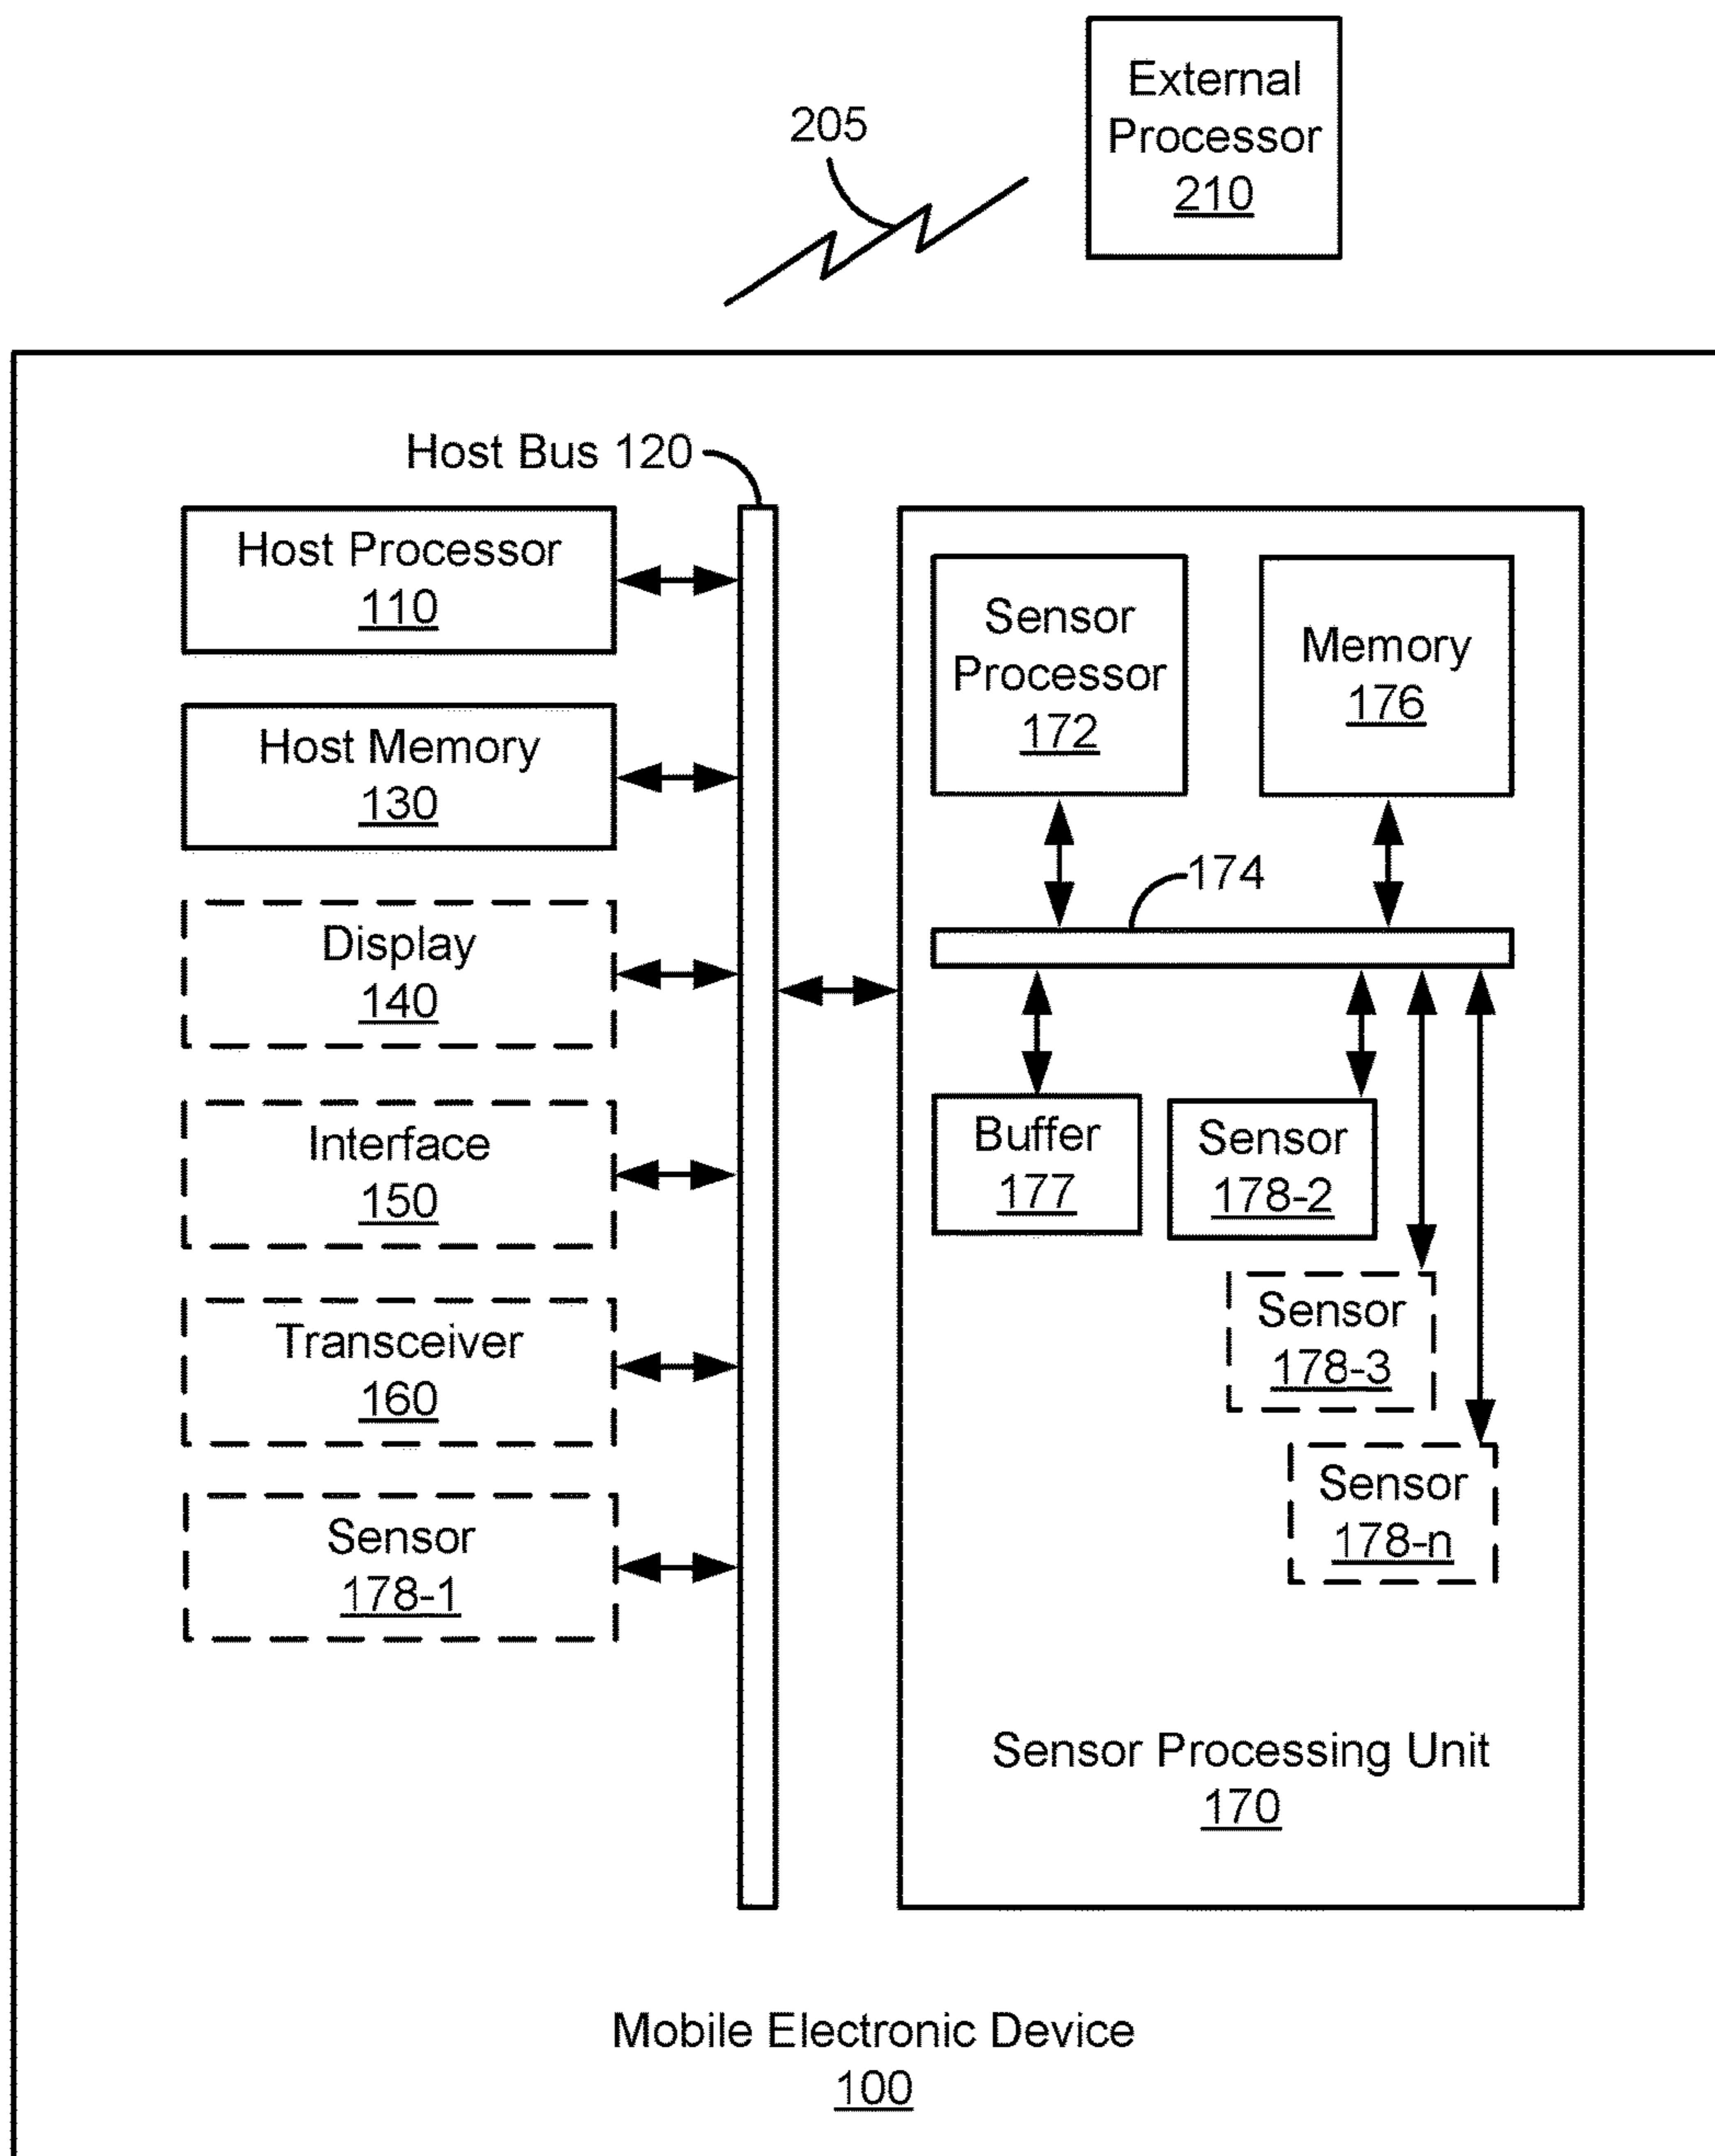 External
Processor
210
205
Host Bus 120
Host Processor
110
Host Memory
130
Display
140
Interface
150
Transceiver
160
Sensor
178-1
Sensor
Processor
172
Memory
176
174
Buffer
177
Sensor
178-2
Sensor
178-3
Sensor
178-n
Sensor Processing Unit
170
Mobile Electronic Device
100